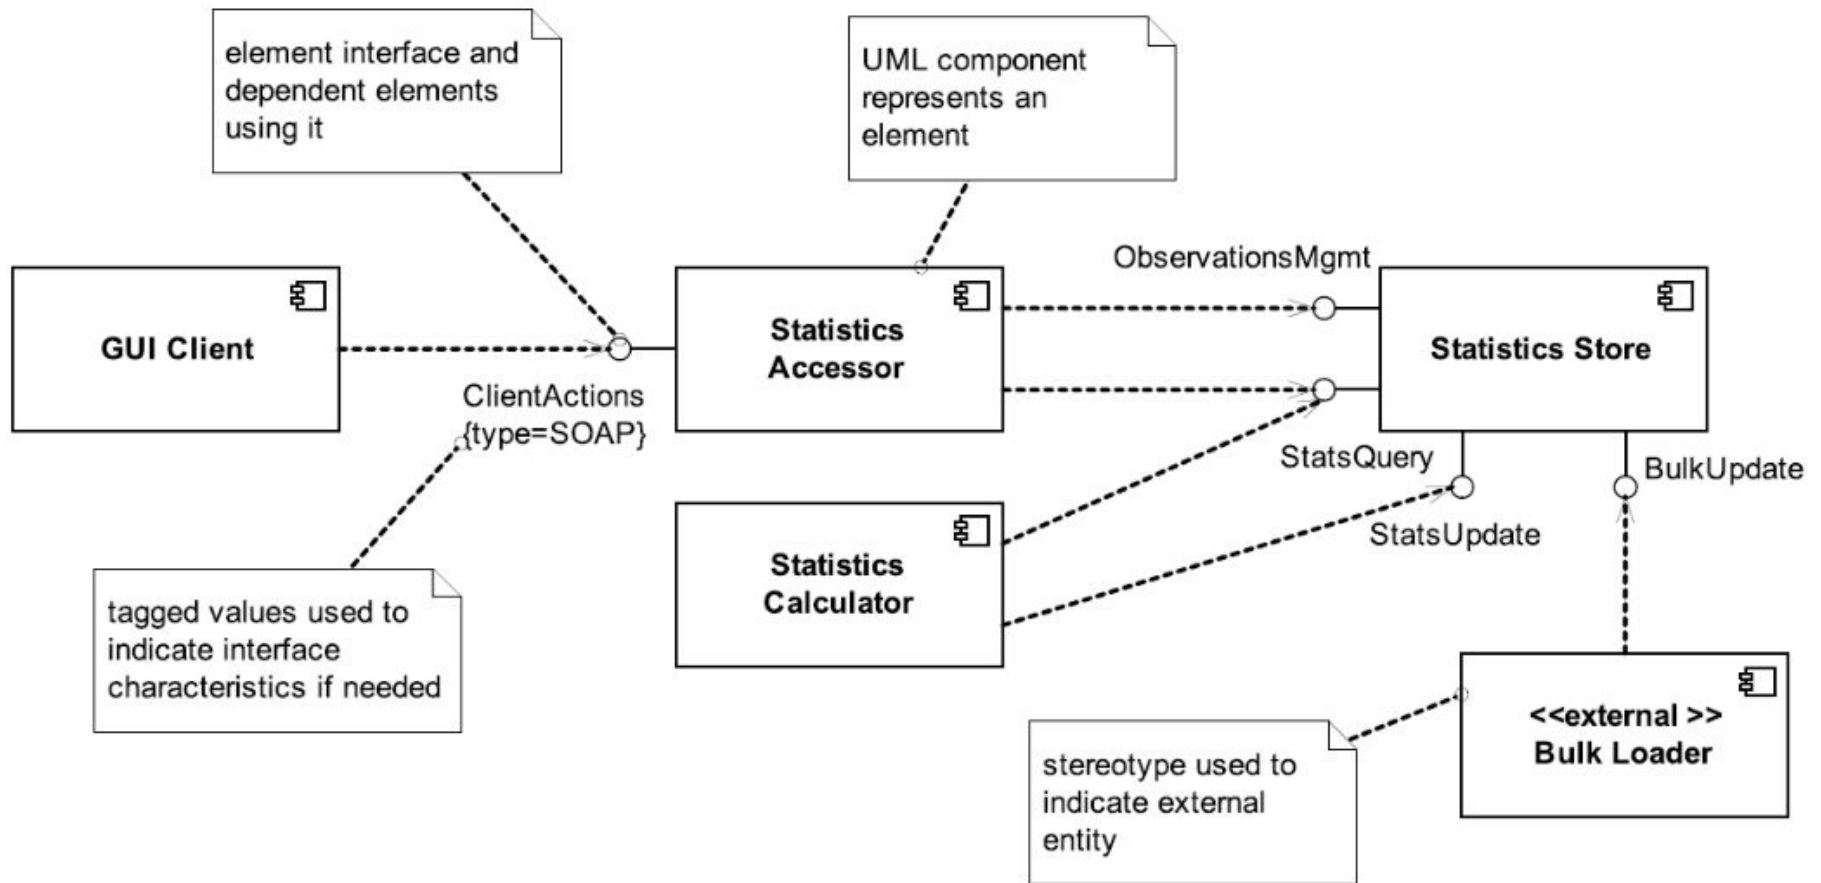 element interface and
dependent elements
using it
UML component
represents an
element
ObservationsMgmt
GUI Client
Statistics
Accessor
Statistics Store
ClientActions
{type=SOAP}
StatsQuery
BulkUpdate
StatsUpdate
Statistics
Calculator
tagged values used to
indicate interface
characteristics if needed
<<external >>
Bulk Loader
stereotype used to
indicate external
entity